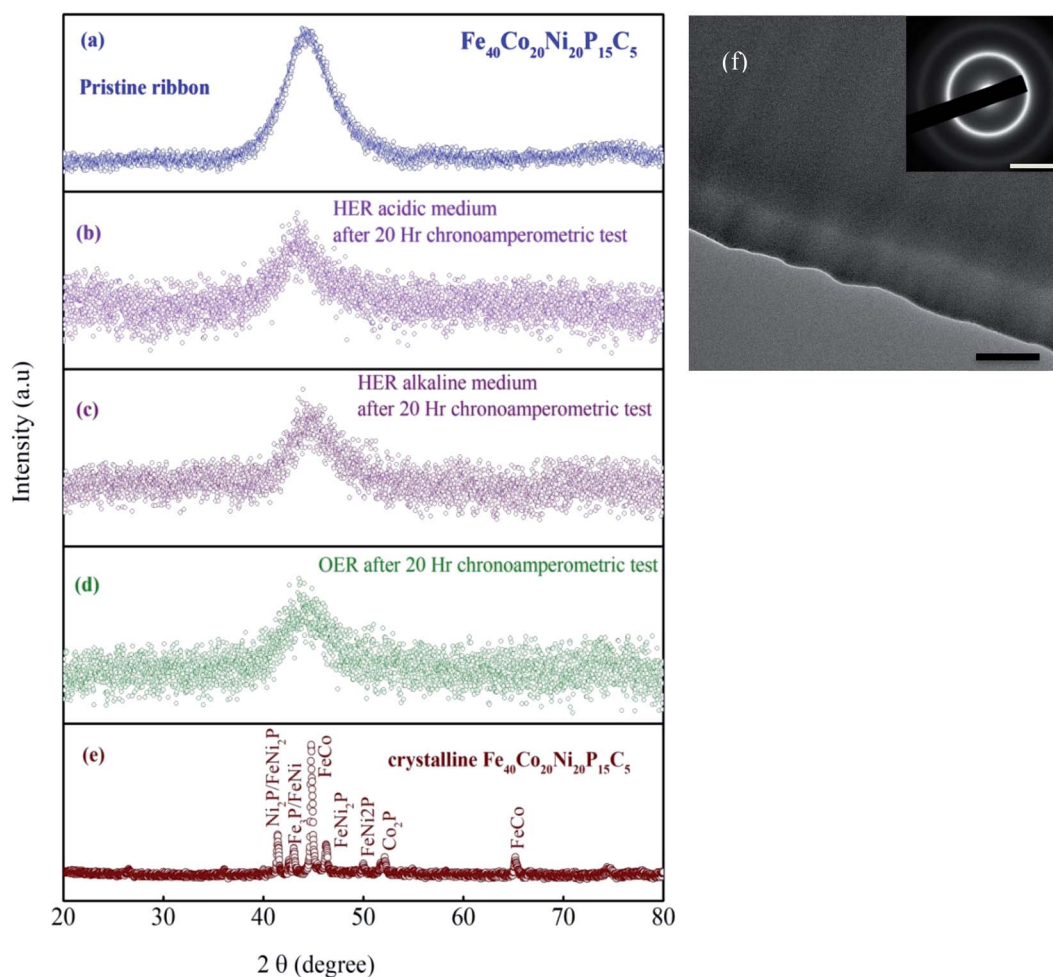 (a)
Fe₄₀Co₂₀Ni₂₀P₁₅C₅
Pristine ribbon
(b)
HER acidic medium
after 20 Hr chronoamperometric test
(c)
HER alkaline medium
after 20 Hr chronoamperometric test
(d)
OER after 20 Hr chronoamperometric test
(e)
crystalline Fe₄₀Co₂₀Ni₂₀P₁₅C₅
Ni₂P/FeNi₂P
Fe₃P/FeNi
FeCo
FeNi₂P
FeNi2P
Co₂P
FeCo
20 30 40 50 60 70 80
2 θ (degree)
Intensity (a.u)
(f)